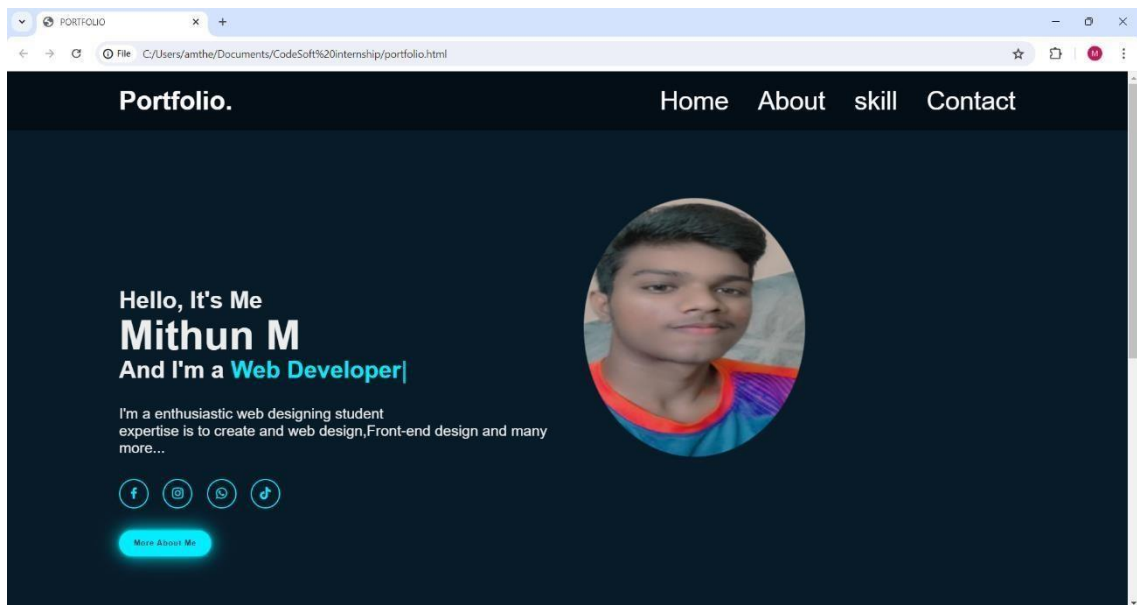 PORTFOLIO
File C:/Users/amthe/Documents/CodeSoft%20internship/portfolio.html
M
Portfolio. Home About skill Contact
Hello, It's Me
Mithun M
And I'm a Web Developer|
I'm a enthusiastic web designing student
expertise is to create and web design,Front-end design and many
more...
More About Me